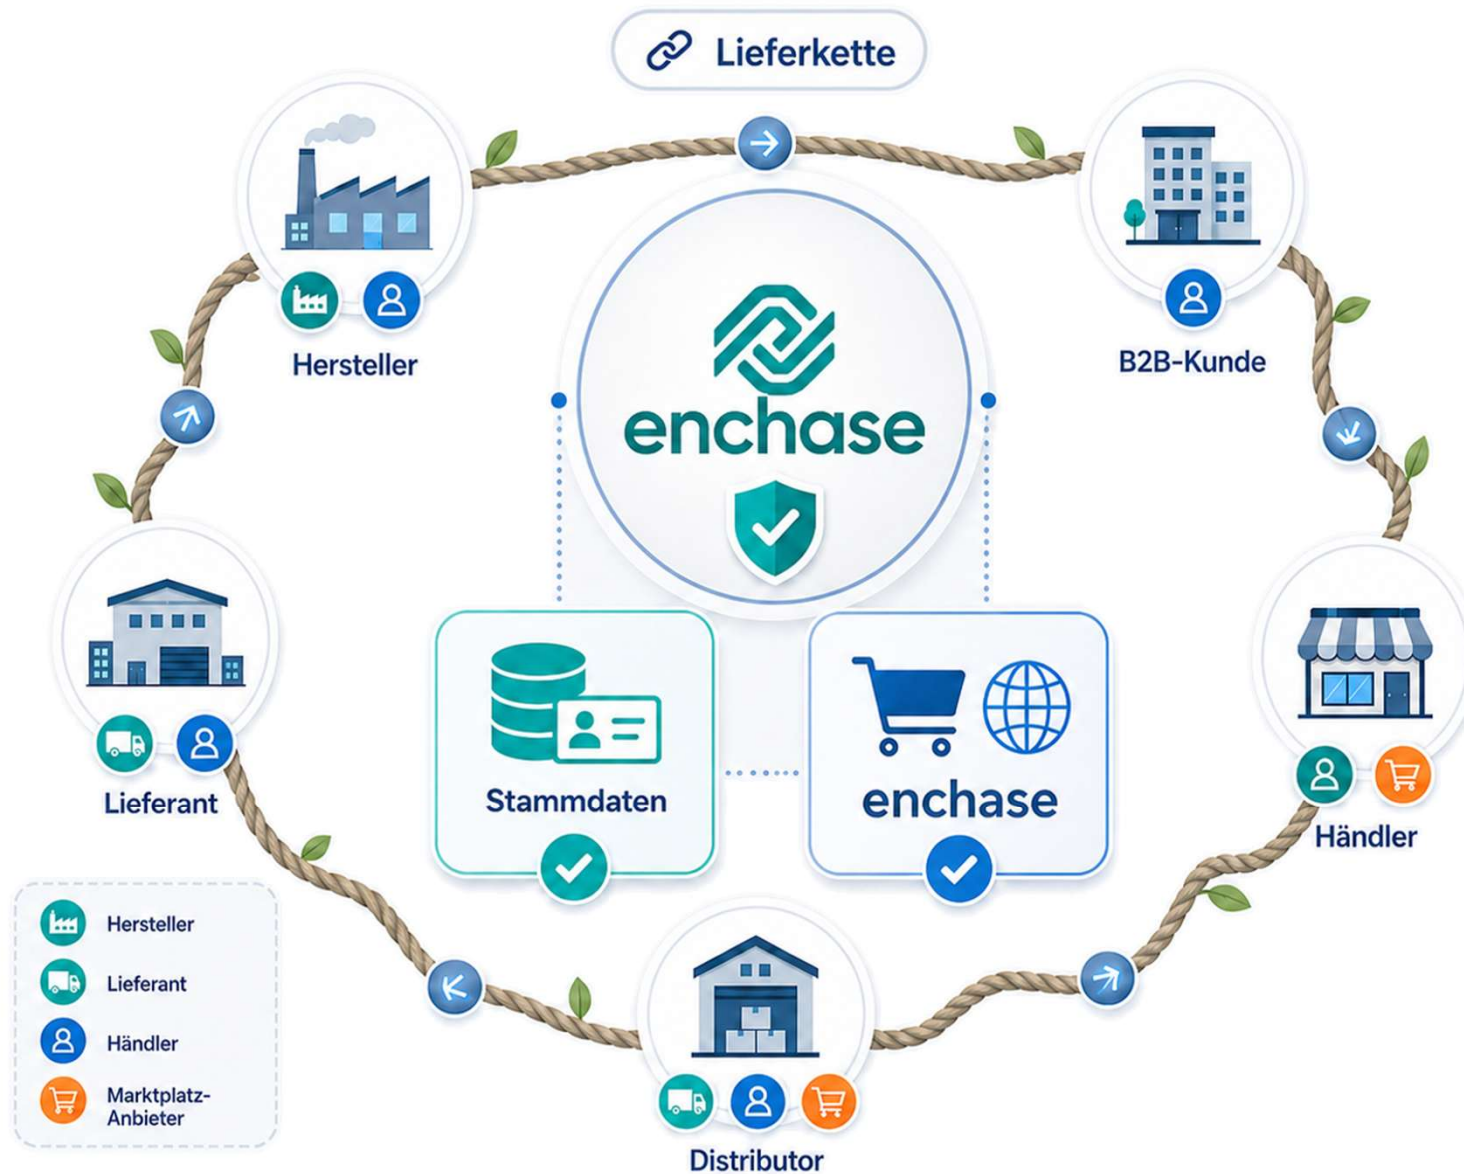 Lieferkette
Hersteller
B2B-Kunde
enchase
Lieferant
Stammdaten
enchase
Händler
Hersteller
Lieferant
Händler
Marktplatz-
Anbieter
Distributor